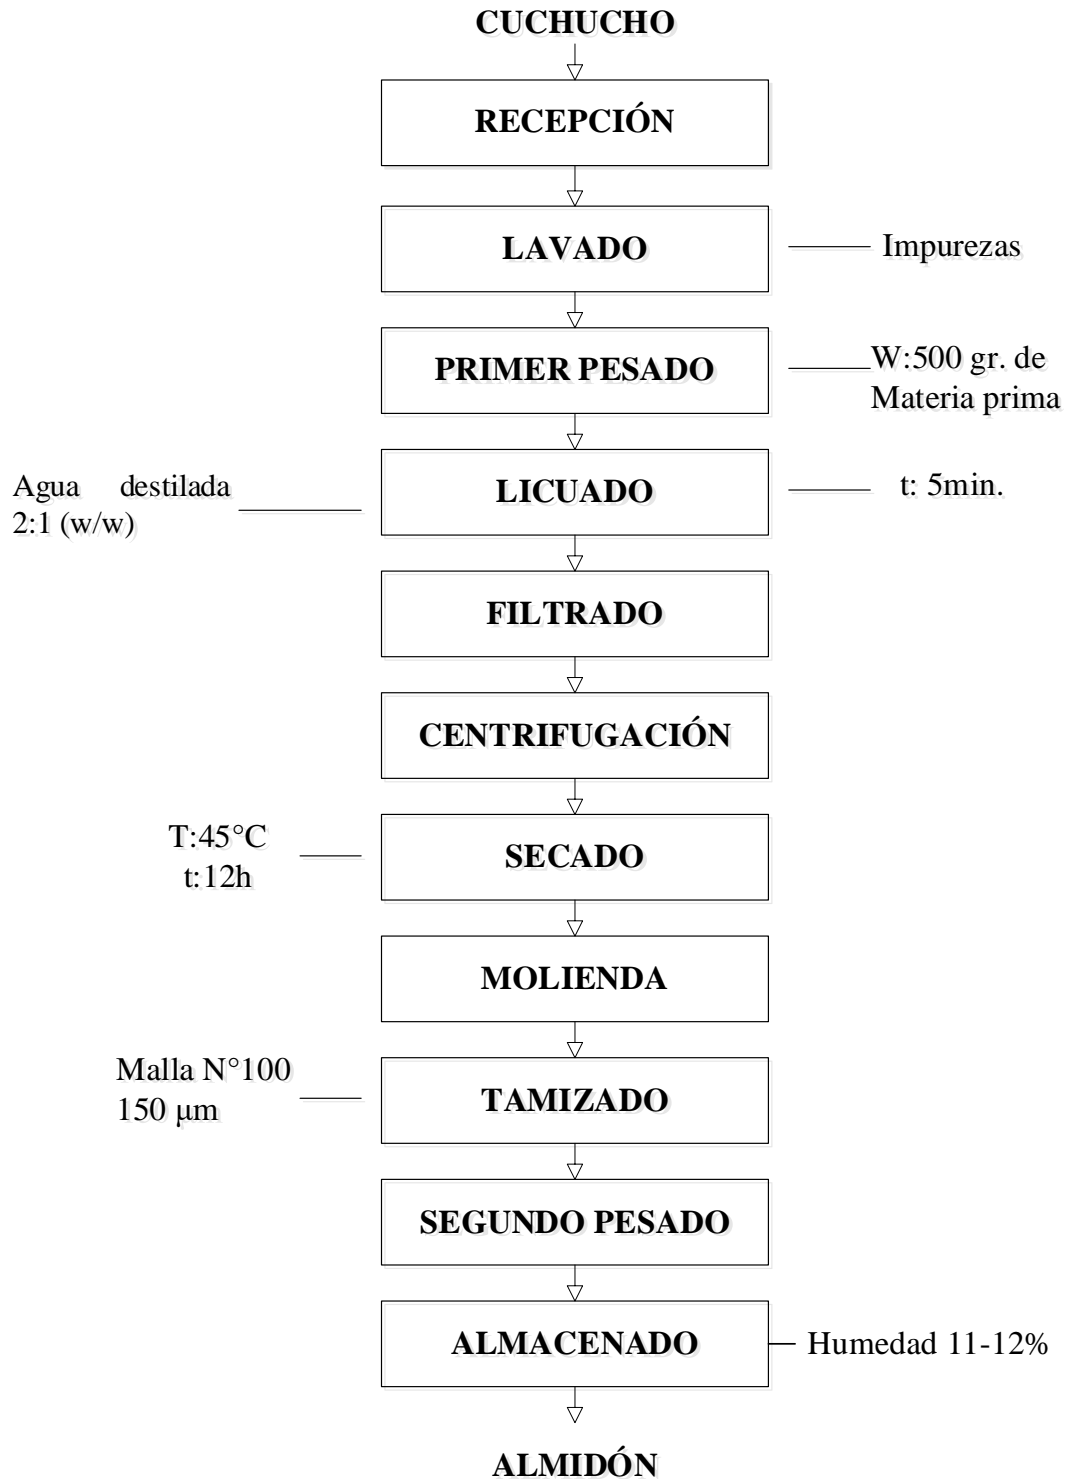 CUCHUCHO
RECEPCIÓN
LAVADO
Impurezas
PRIMER PESADO
W:500 gr. de
Materia prima
Agua destilada
2:1 (w/w)
LICUADO
t: 5min.
FILTRADO
CENTRIFUGACIÓN
T:45°C
t:12h
SECADO
MOLIENDA
Malla N°100
150 μm
TAMIZADO
SEGUNDO PESADO
ALMACENADO
Humedad 11-12%
ALMIDÓN